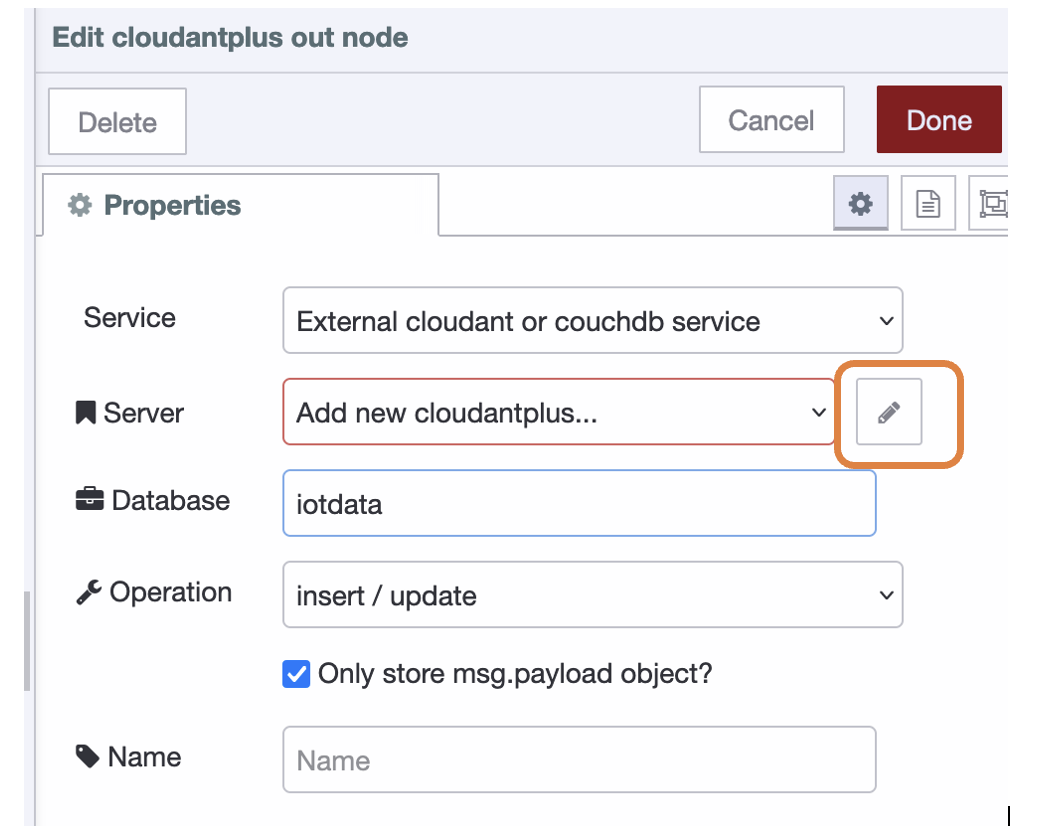 Edit cloudantplus out node
Delete
Cancel
Done
Properties
Service
External cloudant or couchdb service
Server
Add new cloudantplus...
Database
iotdata
Operation
insert / update
Only store msg.payload object?
Name
Name